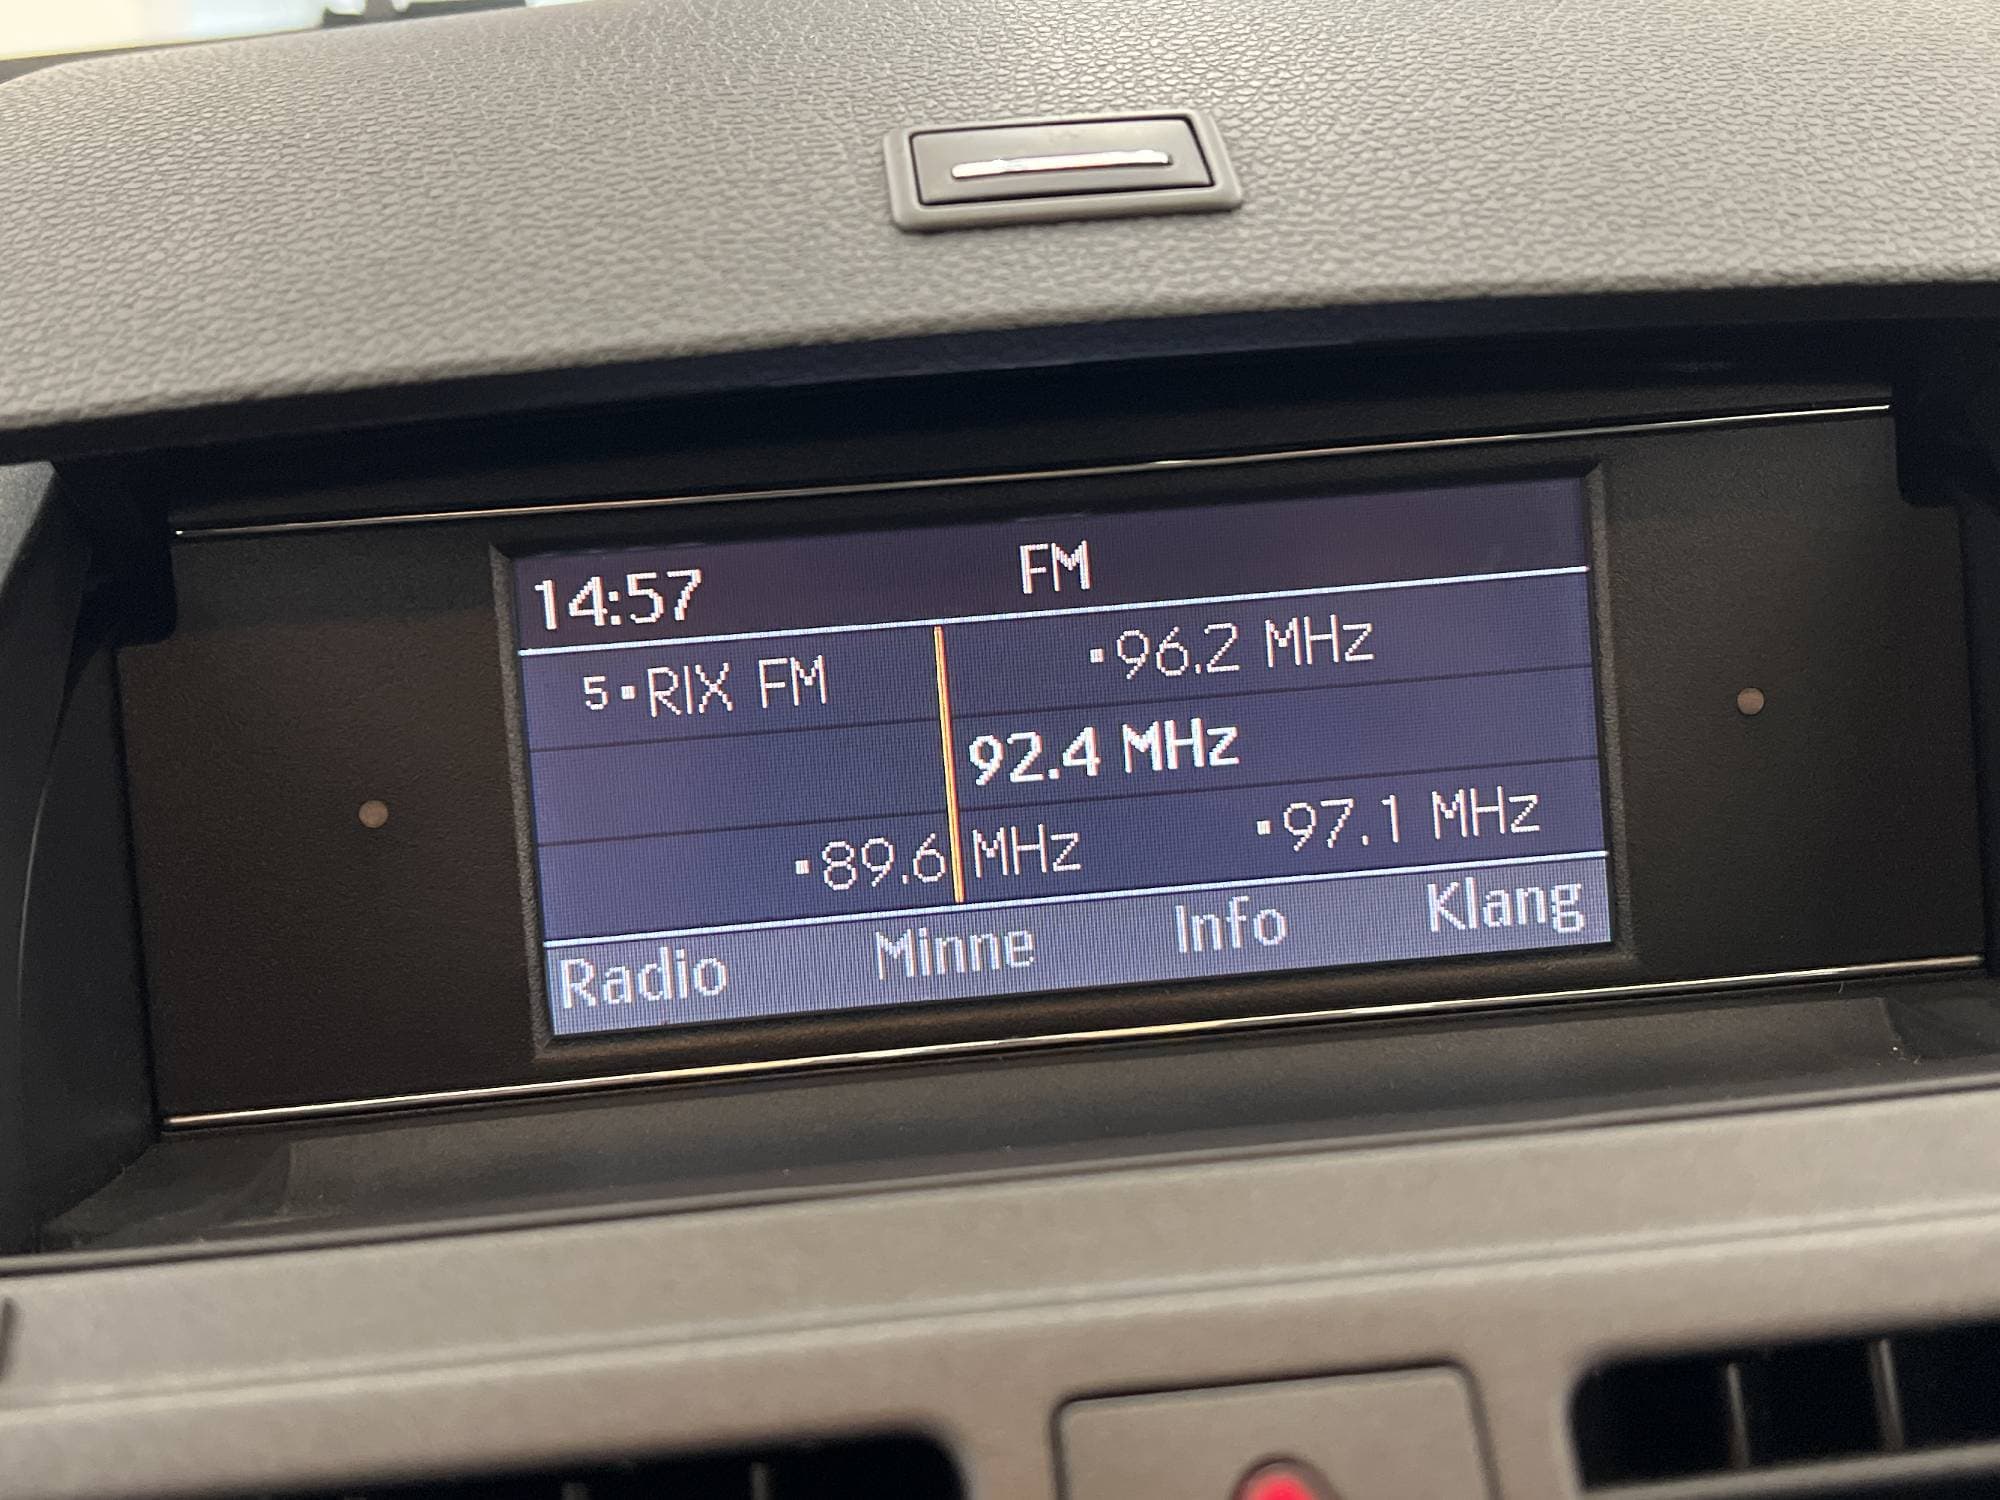 14:57 FM
5·RIX FM ·96.2 MHz
92.4 MHz
·89.6 MHz ·97.1 MHz
Radio Minne Info Klang